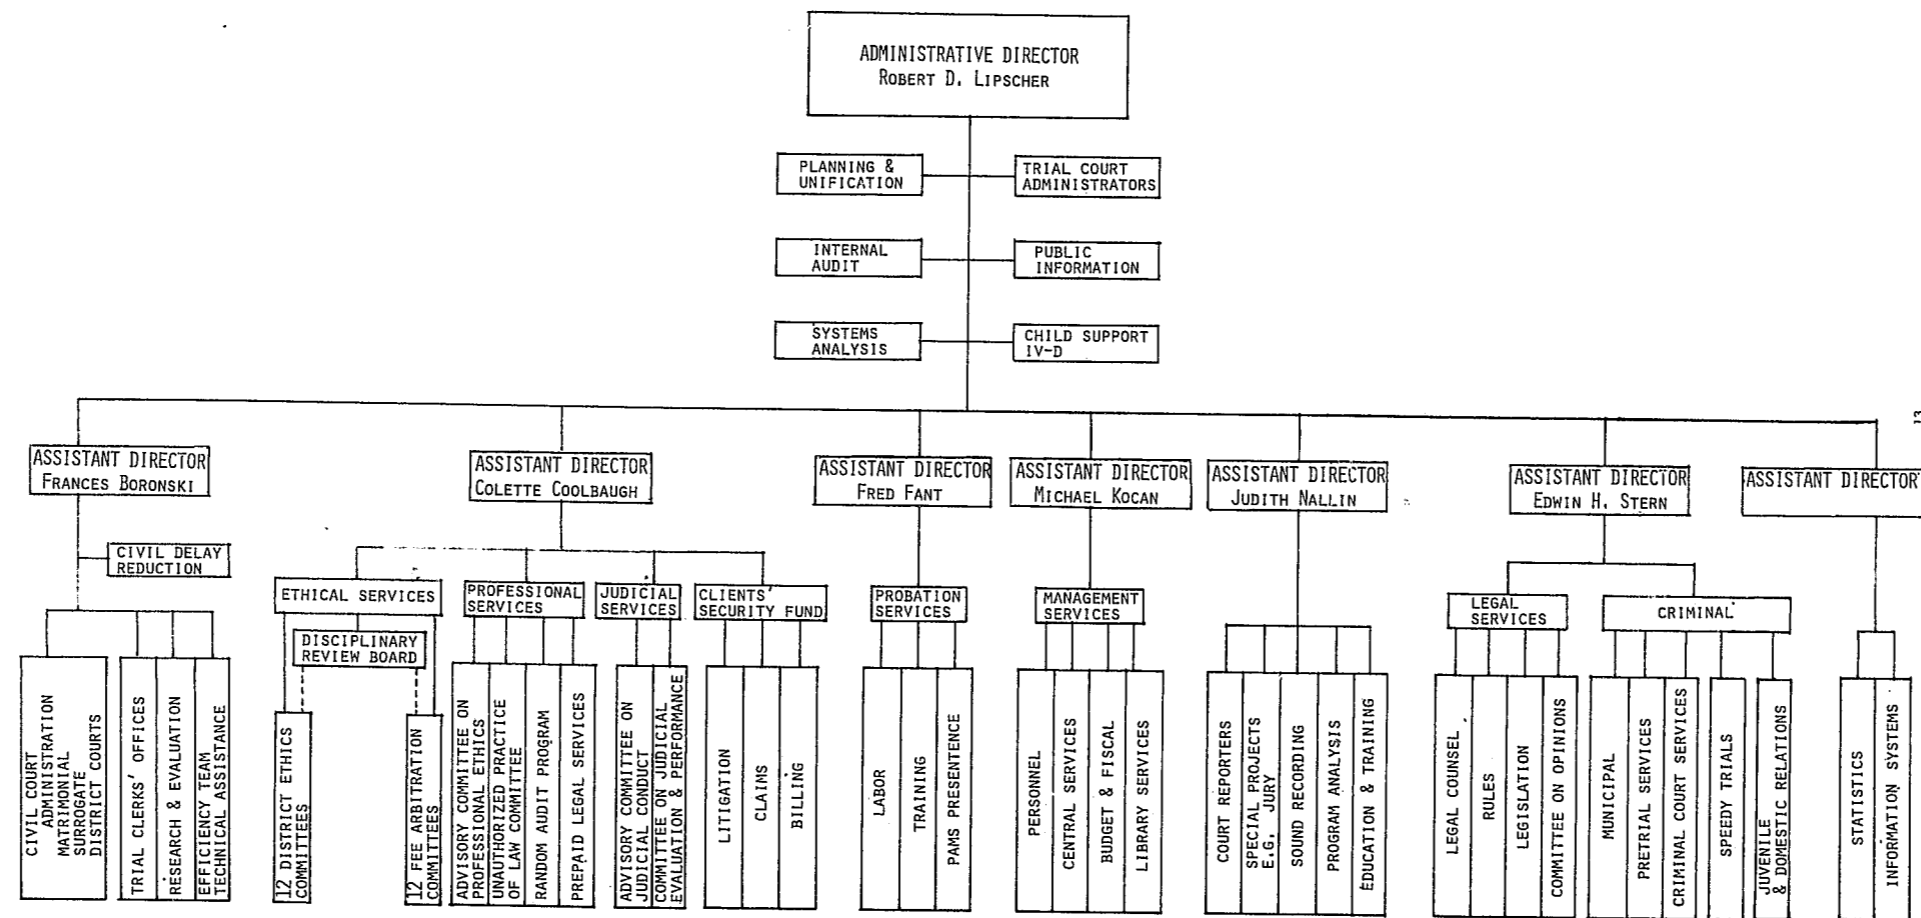 ADMINISTRATIVE DIRECTOR
ROBERT D. LIPSCHER
PLANNING &
UNIFICATION
TRIAL COURT
ADMINISTRATORS
INTERNAL
AUDIT
PUBLIC
INFORMATION
SYSTEMS
ANALYSIS
CHILD SUPPORT
IV-D
13
ASSISTANT DIRECTOR
FRANCES BORONSKI
ASSISTANT DIRECTOR
COLETTE COOLBAUGH
ASSISTANT DIRECTOR
FRED FANT
ASSISTANT DIRECTOR
MICHAEL KOCAN
ASSISTANT DIRECTOR
JUDITH NALLIN
ASSISTANT DIRECTOR
EDWIN H. STERN
ASSISTANT DIRECTOR
CIVIL DELAY
REDUCTION
ETHICAL SERVICES
PROFESSIONAL
SERVICES
JUDICIAL
SERVICES
CLIENTS'
SECURITY FUND
PROBATION
SERVICES
MANAGEMENT
SERVICES
LEGAL
SERVICES
CRIMINAL
DISCIPLINARY
REVIEW BOARD
CIVIL COURT
ADMINISTRATION
MATRIMONIAL
SURROGATE
DISTRICT COURTS
TRIAL CLERKS' OFFICES
RESEARCH & EVALUATION
EFFICIENCY TEAM
TECHNICAL ASSISTANCE
12 DISTRICT ETHICS
COMMITTEES
12 FEE ARBITRATION
COMMITTEES
ADVISORY COMMITTEE ON
PROFESSIONAL ETHICS
UNAUTHORIZED PRACTICE
OF LAW COMMITTEE
RANDOM AUDIT PROGRAM
PREPAID LEGAL SERVICES
ADVISORY COMMITTEE ON
JUDICIAL CONDUCT
COMMITTEE ON JUDICIAL
EVALUATION & PERFORMANCE
LITIGATION
CLAIMS
BILLING
LABOR
TRAINING
PAMS PRESENTENCE
PERSONNEL
CENTRAL SERVICES
BUDGET & FISCAL
LIBRARY SERVICES
COURT REPORTERS
SPECIAL PROJECTS
E.G. JURY
SOUND RECORDING
PROGRAM ANALYSIS
EDUCATION & TRAINING
LEGAL COUNSEL
RULES
LEGISLATION
COMMITTEE ON OPINIONS
MUNICIPAL
PRETRIAL SERVICES
CRIMINAL COURT SERVICES
SPEEDY TRIALS
JUVENILE
& DOMESTIC RELATIONS
STATISTICS
INFORMATION SYSTEMS